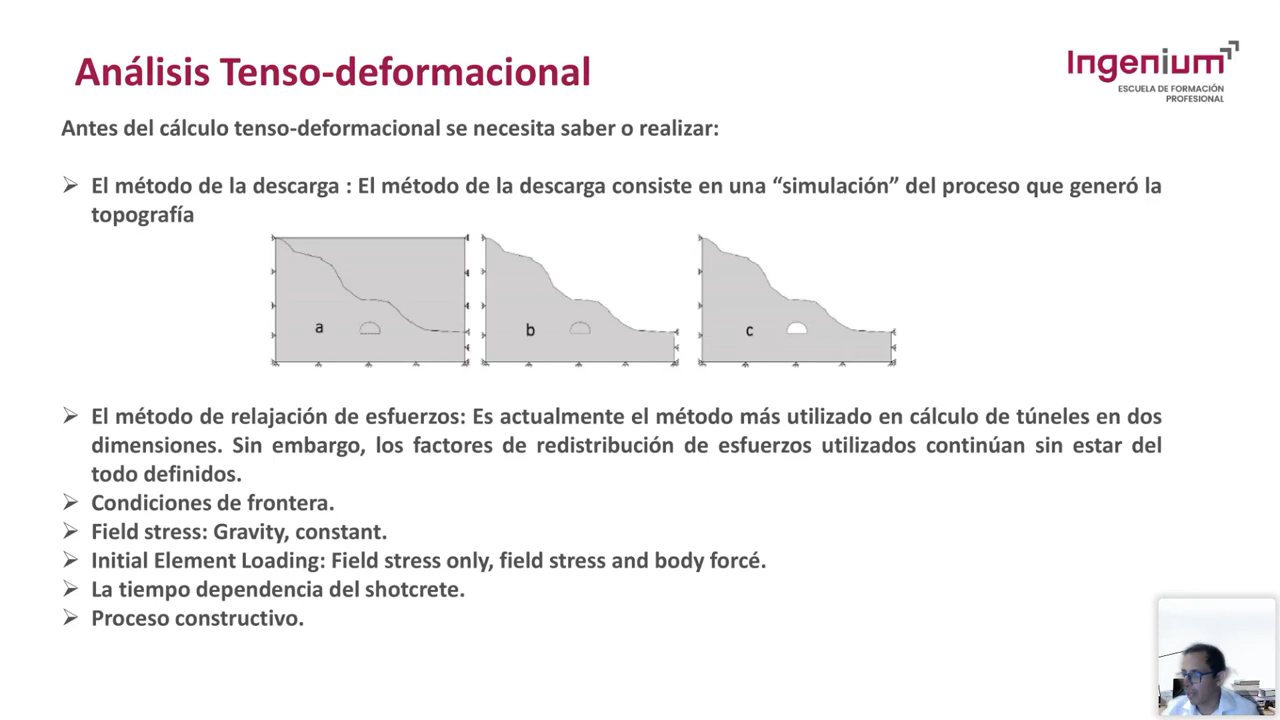 Análisis Tenso-deformacional
Ingenium
ESCUELA DE FORMACIÓN
PROFESIONAL
Antes del cálculo tenso-deformacional se necesita saber o realizar:
El método de la descarga : El método de la descarga consiste en una “simulación” del proceso que generó la
topografía
a
b
c
El método de relajación de esfuerzos: Es actualmente el método más utilizado en cálculo de túneles en dos
dimensiones. Sin embargo, los factores de redistribución de esfuerzos utilizados continúan sin estar del
todo definidos.
Condiciones de frontera.
Field stress: Gravity, constant.
Initial Element Loading: Field stress only, field stress and body forcé.
La tiempo dependencia del shotcrete.
Proceso constructivo.